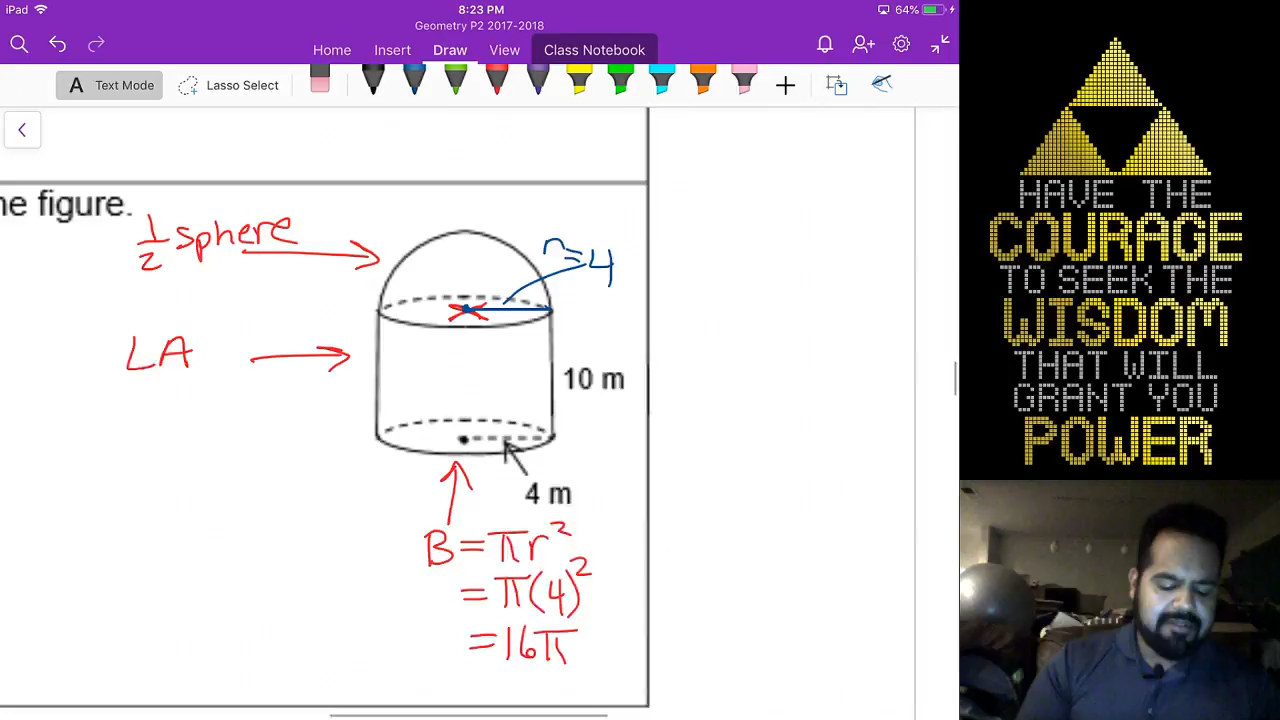 iPad
8:23 PM
64%
Geometry P2 2017-2018
Home Insert Draw View Class Notebook
A Text Mode Lasso Select
he figure.
1/2 sphere
r=4
LA
10 m
4 m
B = πr²
= π(4)²
= 16π
HAVE THE
COURAGE
TO SEEK THE
WISDOM
THAT WILL
GRANT YOU
POWER